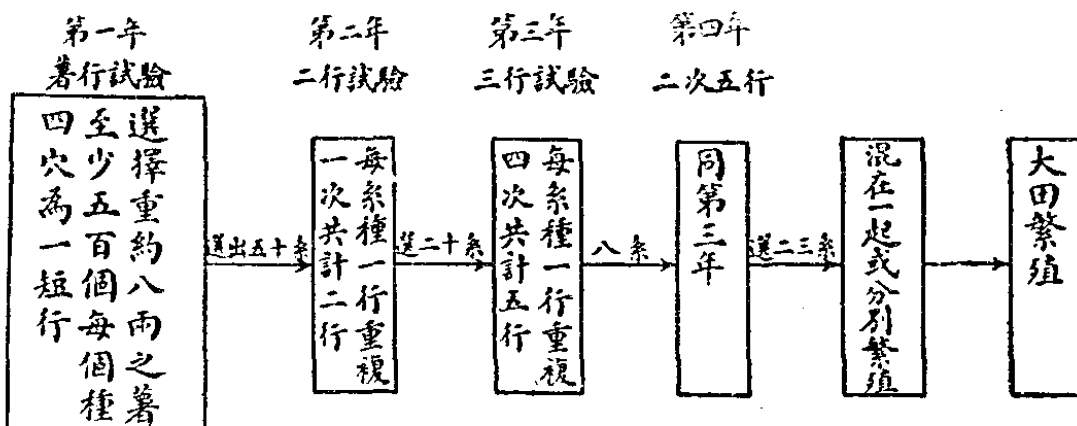 第一年
薯行試驗
選擇重約八兩之薯
至少五百個每個種
四穴為一短行
選出五十系
第二年
二行試驗
每系種一行重複
一次共計二行
選二十系
第三年
三行試驗
每系種一行重複
四次共計五行
八系
第四年
二次五行
同第三年
選二三系
混在一起或分別繁殖
大田繁殖